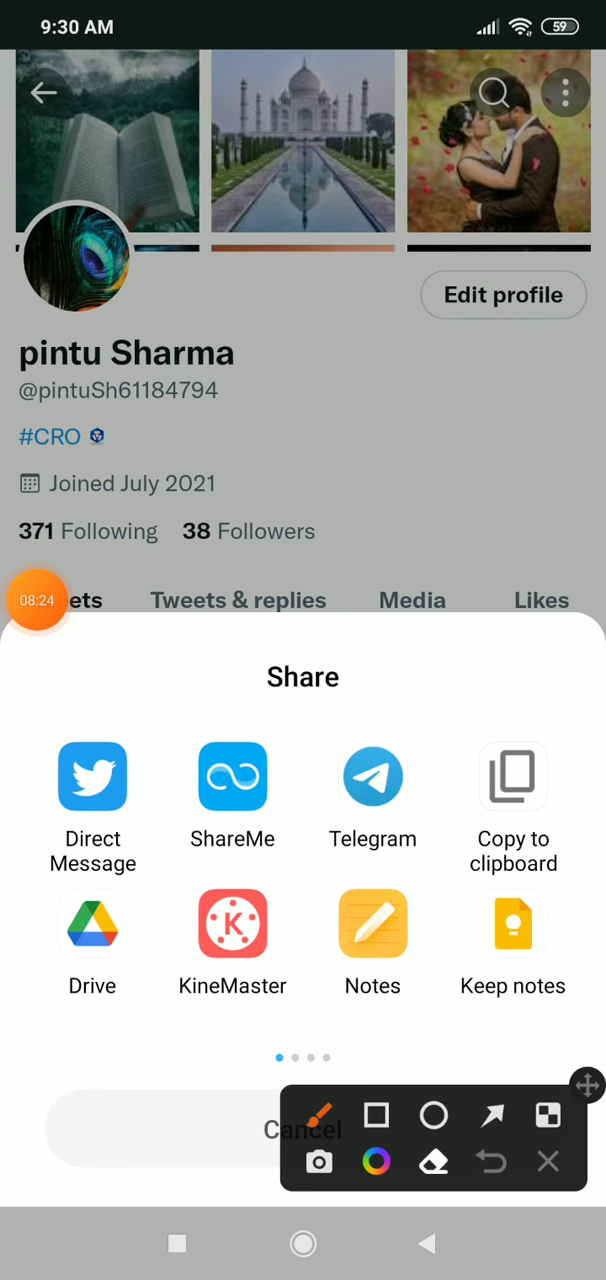 9:30 AM
59
Edit profile
pintu Sharma
@pintuSh61184794
#CRO
Joined July 2021
371 Following 38 Followers
08:24
ets Tweets & replies Media Likes
Share
Direct Message
ShareMe
Telegram
Copy to clipboard
Drive
K
KineMaster
Notes
Keep notes
Cancel